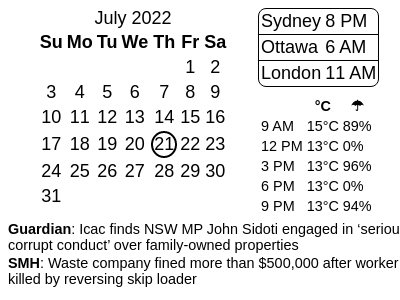 July 2022
Su Mo Tu We Th Fr Sa
1 2
3 4 5 6 7 8 9
10 11 12 13 14 15 16
17 18 19 20 21 22 23
24 25 26 27 28 29 30
31
Sydney 8 PM
Ottawa 6 AM
London 11 AM
°C ☂
9 AM 15°C 89%
12 PM 13°C 0%
3 PM 13°C 96%
6 PM 13°C 0%
9 PM 13°C 94%
Guardian: Icac finds NSW MP John Sidoti engaged in ‘seriou
corrupt conduct’ over family-owned properties
SMH: Waste company fined more than $500,000 after worker
killed by reversing skip loader